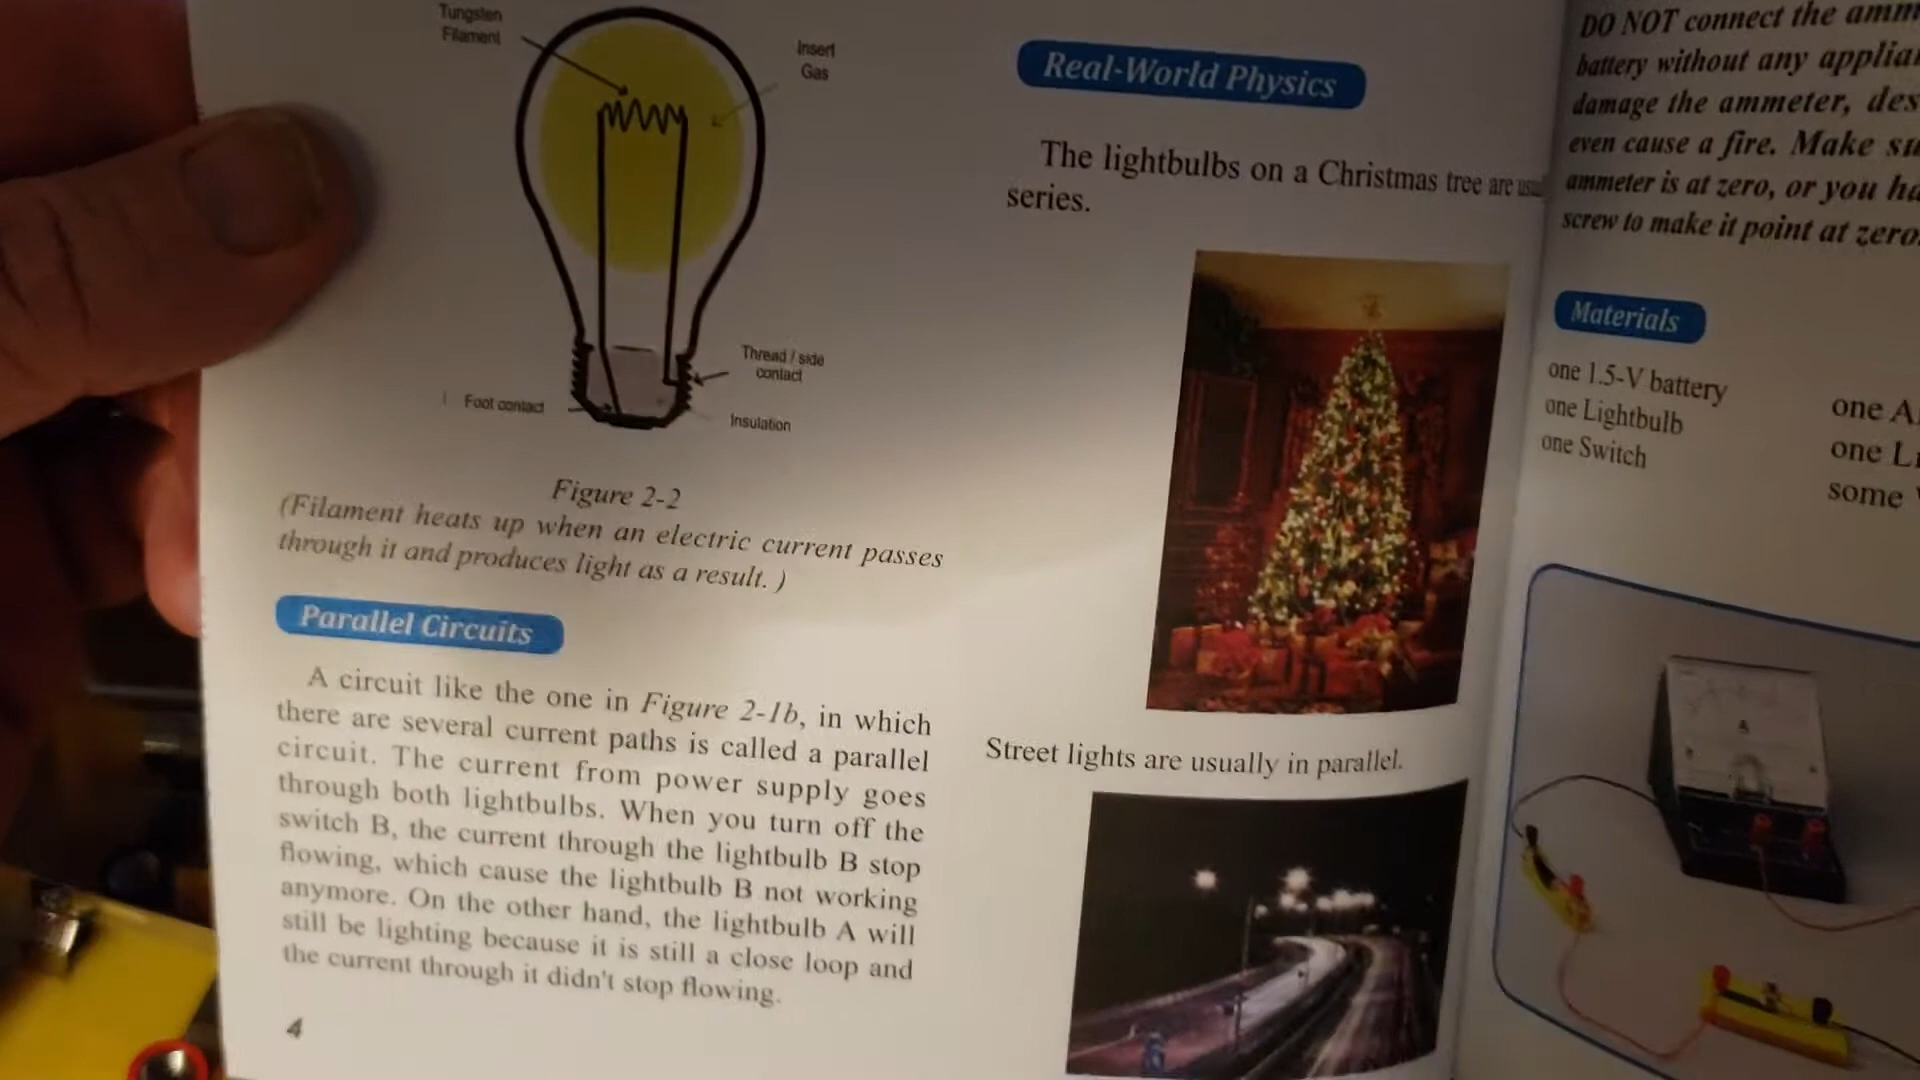 Tungsten
Filament
Insert
Gas
Thread / side
contact
Foot contact
Insulation
Figure 2-2
(Filament heats up when an electric current passes
through it and produces light as a result. )
Parallel Circuits
A circuit like the one in Figure 2-1b, in which
there are several current paths is called a parallel
circuit. The current from power supply goes
through both lightbulbs. When you turn off the
switch B, the current through the lightbulb B stop
flowing, which cause the lightbulb B not working
anymore. On the other hand, the lightbulb A will
still be lighting because it is still a close loop and
the current through it didn't stop flowing.
4
Real-World Physics
The lightbulbs on a Christmas tree are
series.
Street lights are usually in parallel.
DO NOT connect the
battery without any
damage the ammeter,
even cause a fire. Make
ammeter is at zero, or you
screw to make it point at zero.
Materials
one 1.5-V battery
one Lightbulb
one Switch
one
one
some
A